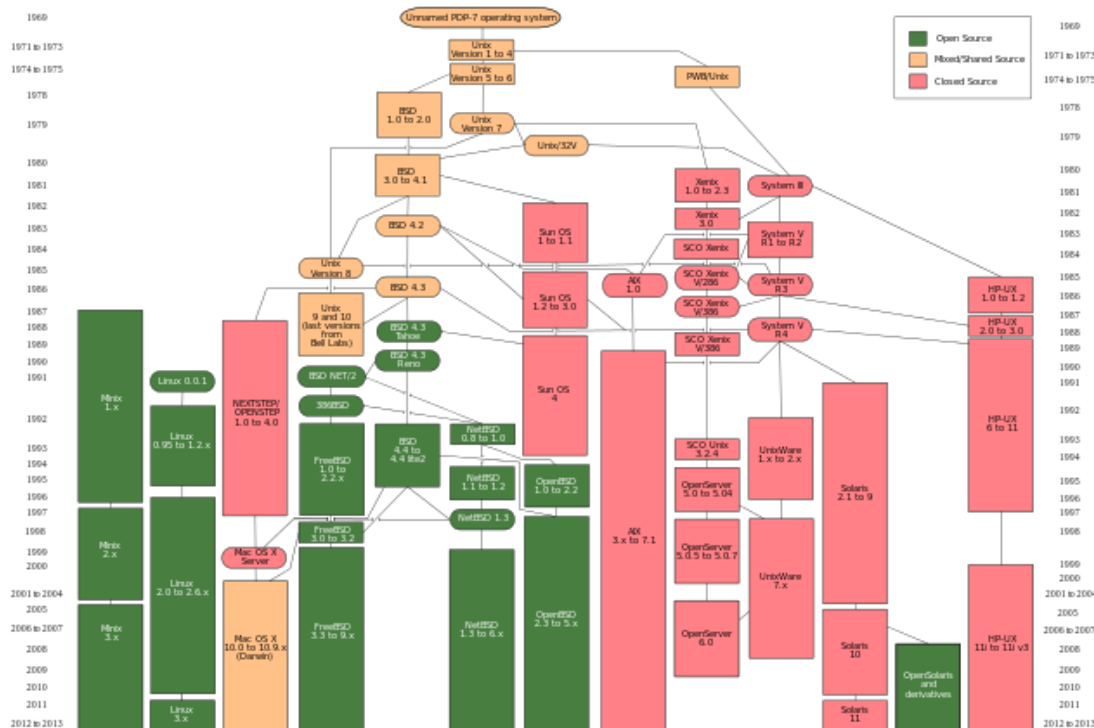 1969
Unnamed PDP-7 operating system
1969
Open Source
Mixed/Shared Source
Closed Source
1971 to 1973
Unix
Version 1 to 4
1971 to 1973
1974 to 1975
Unix
Version 5 to 6
PWB/Unix
1974 to 1975
1978
BSD
1.0 to 2.0
1978
1979
Unix
Version 7
Unix/32V
1979
1980
BSD
3.0 to 4.1
1980
1981
Xenix
1.0 to 2.3
System III
1981
1982
Xenix
3.0
1982
1983
BSD 4.2
Sun OS
1 to 1.1
System V
R1 to R2
1983
1984
SCO Xenix
1984
1985
Unix
Version 8
AIX
1.0
SCO Xenix
V/286
System V
R3
1985
1986
BSD 4.3
HP-UX
1.0 to 1.2
1986
1987
Unix
9 and 10
(last versions
from
Bell Labs)
Sun OS
1.2 to 3.0
SCO Xenix
V/386
1987
1988
BSD 4.3
Tahoe
System V
R4
HP-UX
2.0 to 3.0
1988
1989
SCO Xenix
V/386
1989
1990
BSD 4.3
Reno
1990
1991
Linux 0.0.1
BSD NET/2
1991
Minix
1.x
NEXTSTEP/
OPENSTEP
1.0 to 4.0
386BSD
Sun OS
4
HP-UX
6 to 11
1992
1992
Linux
0.95 to 1.2.x
BSD
4.4 to
4.4 lite2
NetBSD
0.8 to 1.0
1993
SCO Unix
3.2.4
UnixWare
1.x to 2.x
1993
1994
FreeBSD
1.0 to
2.2.x
1994
1995
NetBSD
1.1 to 1.2
OpenBSD
1.0 to 2.2
OpenServer
5.0 to 5.04
Solaris
2.1 to 9
1995
1996
1996
1997
NetBSD 1.3
1997
1998
Minix
2.x
FreeBSD
3.0 to 3.2
AIX
3.x to 7.1
1998
1999
Mac OS X
Server
OpenServer
5.0.5 to 5.0.7
1999
2000
Linux
2.0 to 2.6.x
UnixWare
7.x
2000
2001 to 2004
2001 to 2004
2005
2005
2006 to 2007
Minix
3.x
Mac OS X
10.0 to 10.9.x
(Darwin)
FreeBSD
3.3 to 9.x
NetBSD
1.3 to 6.x
OpenBSD
2.3 to 5.x
OpenServer
6.0
Solaris
10
HP-UX
11i to 11i v3
2006 to 2007
2008
2008
2009
OpenSolaris
and
derivatives
2009
2010
2010
2011
Linux
3.x
Solaris
11
2011
2012 to 2013
2012 to 2013